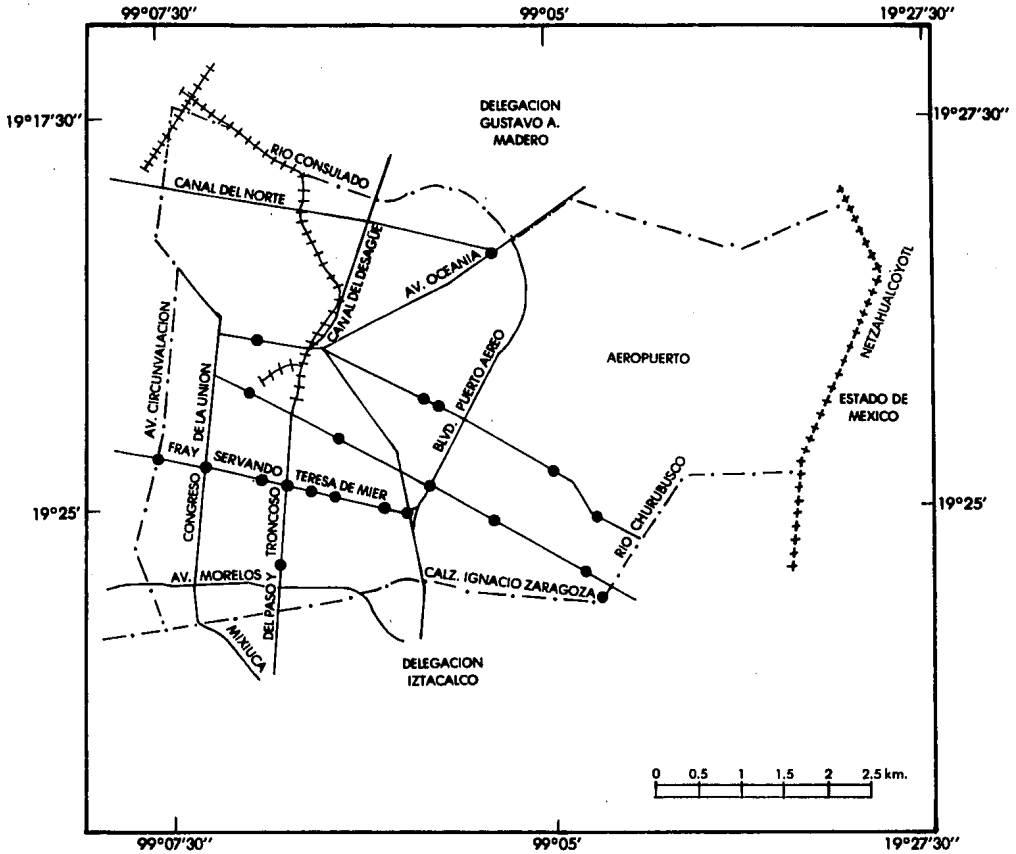 99°07'30''
99°05'
19°27'30''
19°17'30''
19°27'30''
DELEGACION
GUSTAVO A.
MADERO
RIO CONSULADO
CANAL DEL NORTE
CANAL DEL DESAGÜE
AV. OCEANIA
NETZAHUALCOYOTL
AV. CIRCUNVALACION
DE LA UNION
BLVD. PUERTO AEREO
AEROPUERTO
ESTADO DE
MEXICO
FRAY SERVANDO TERESA DE MIER
CONGRESO
TRONCOSO
RIO CHURUBUSCO
19°25'
19°25'
AV. MORELOS
DEL PASO Y
CALZ. IGNACIO ZARAGOZA
MIXIUCA
DELEGACION
IZTACALCO
0 0.5 1 1.5 2 2.5 km.
99°07'30''
99°05'
19°27'30''